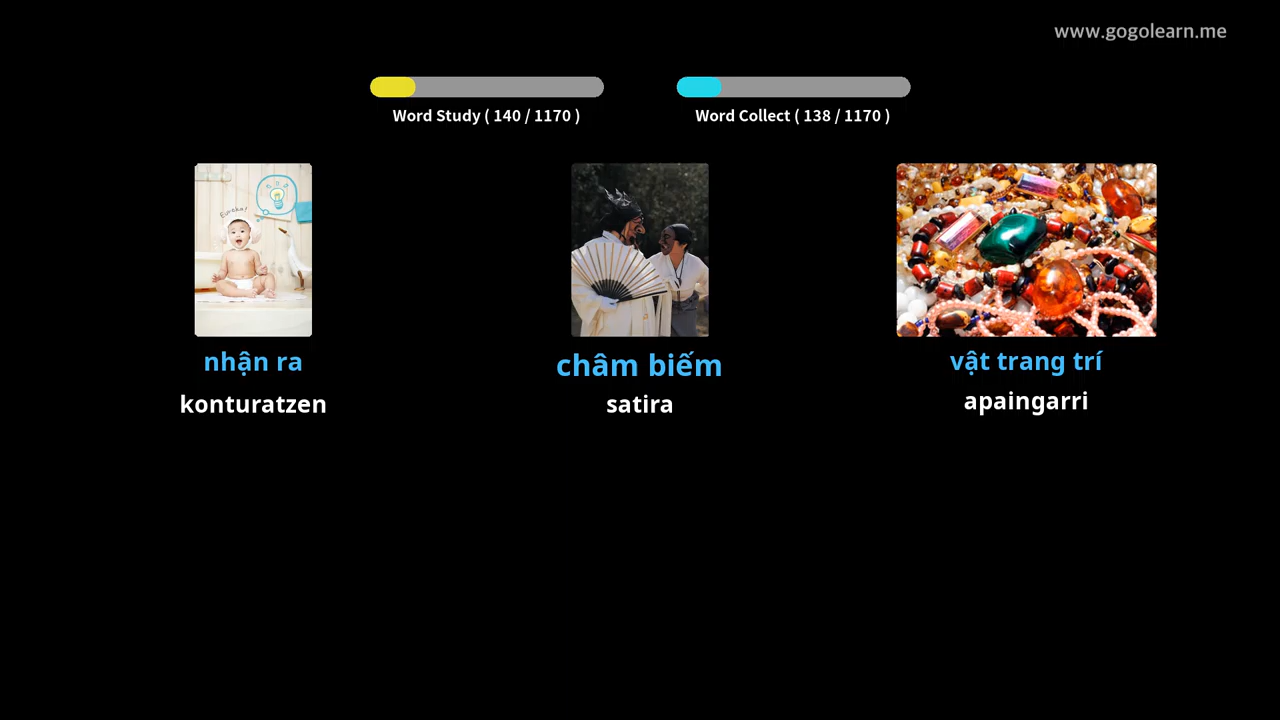 www.gogolearn.me
Word Study ( 140 / 1170 )
Word Collect ( 138 / 1170 )
Eureka!
nhận ra
châm biếm
vật trang trí
konturatzen
satira
apaingarri